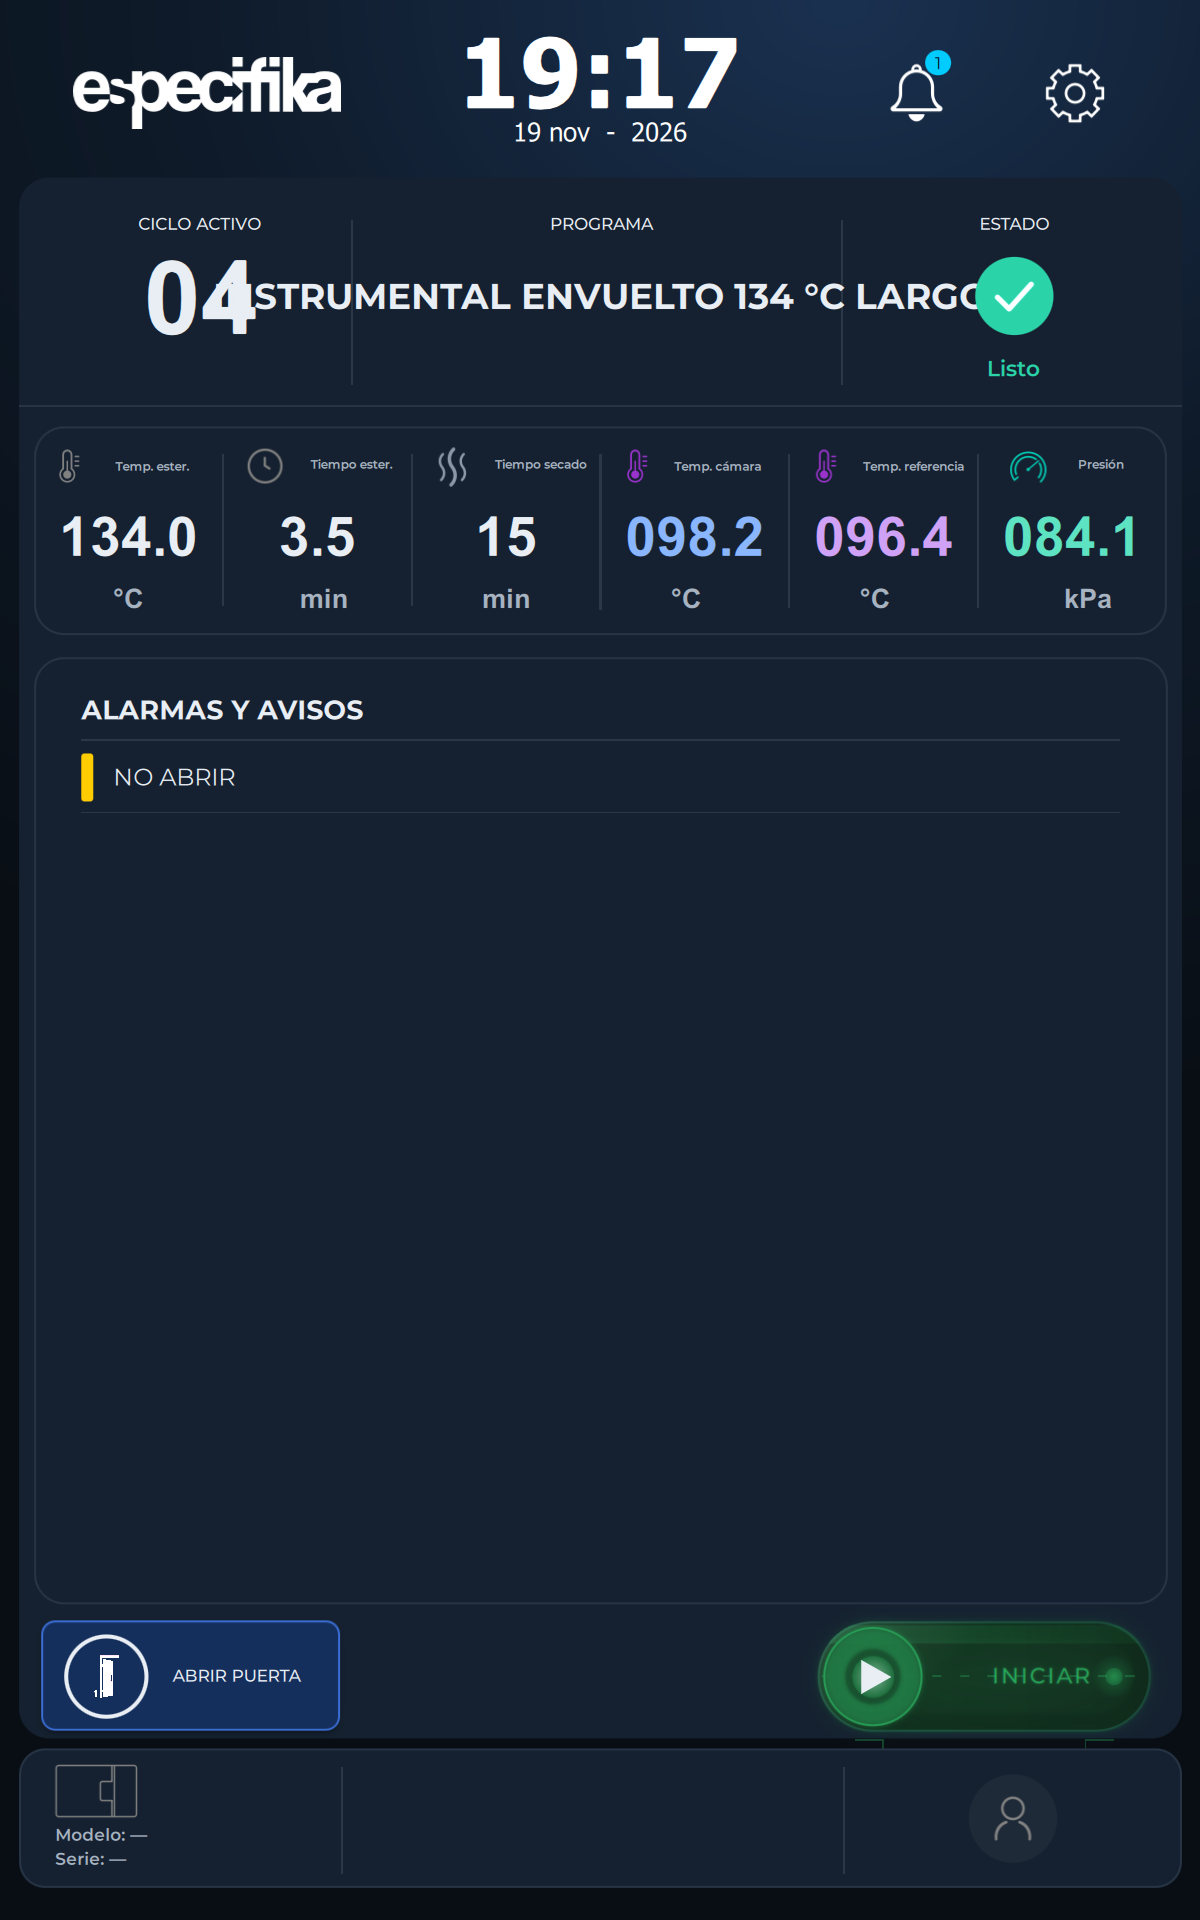 especifika
19:17
1
19 nov - 2026
CICLO ACTIVO
PROGRAMA
ESTADO
04
INSTRUMENTAL ENVUELTO 134 °C LARGO
Listo
Temp. ester.
Tiempo ester.
Tiempo secado
Temp. cámara
Temp. referencia
Presión
134.0
3.5
15
098.2
096.4
084.1
°C
min
min
°C
°C
kPa
ALARMAS Y AVISOS
NO ABRIR
ABRIR PUERTA
INICIAR
Modelo: —
Serie: —